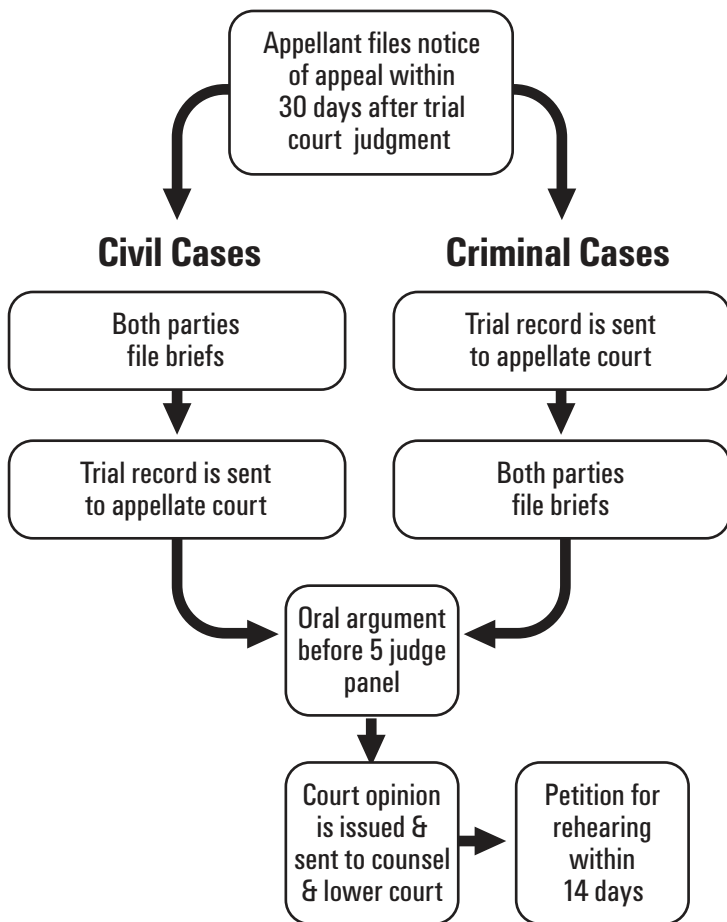 Appellant files notice
of appeal within
30 days after trial
court judgment
Civil Cases
Criminal Cases
Both parties
file briefs
Trial record is sent
to appellate court
Trial record is sent
to appellate court
Both parties
file briefs
Oral argument
before 5 judge
panel
Court opinion
is issued &
sent to counsel
& lower court
Petition for
rehearing
within
14 days